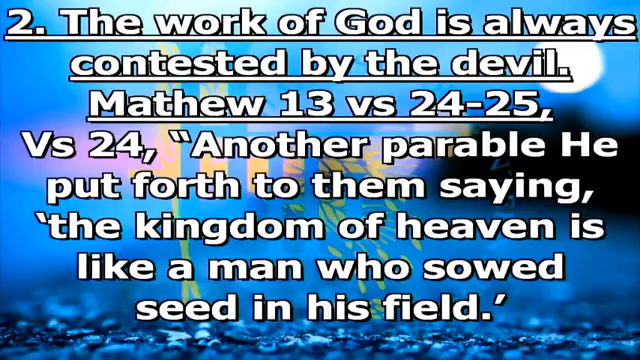 2. The work of God is always
contested by the devil.
Mathew 13 vs 24-25,
Vs 24, “Another parable He
put forth to them saying,
‘the kingdom of heaven is
like a man who sowed
seed in his field.’